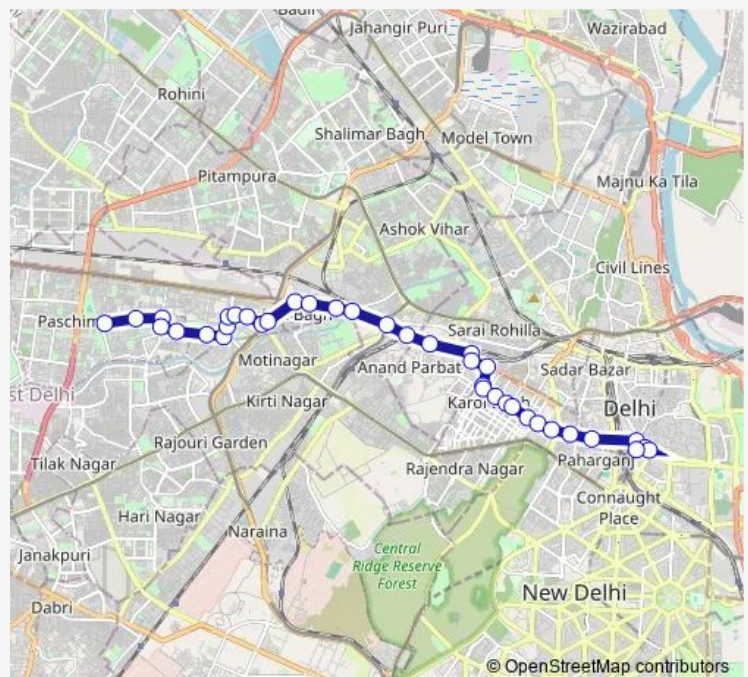 Jahangir Puri
Wazirabad
Rohini
Shalimar Bagh
Model Town
Pitampura
Majnu Ka Tila
Ashok Vihar
Civil Lines
Paschim
Bagh
Sarai Rohilla
Motinagar
Anand Parbat
Sadar Bazar
Kirti Nagar
Delhi
Rajouri Garden
Tilak Nagar
Rajendra Nagar
Paharganj
Connaught
Place
Hari Nagar
Naraina
Central
Ridge Reserve
Forest
Janakpuri
New Delhi
Dabri
© OpenStreetMap contributors